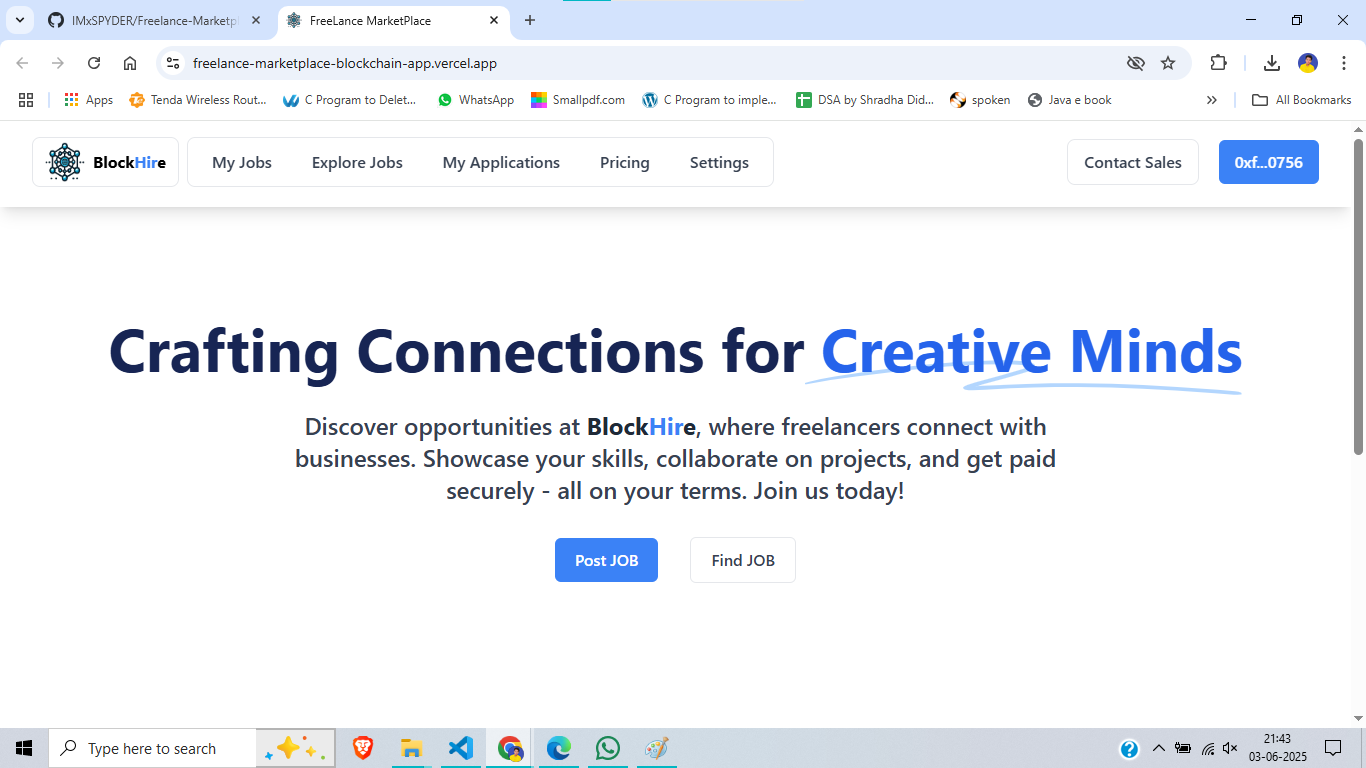 IMxSPYDER/Freelance-Marketpl
FreeLance MarketPlace
freelance-marketplace-blockchain-app.vercel.app
Apps
Tenda Wireless Rout...
C Program to Delet...
WhatsApp
Smallpdf.com
C Program to imple...
DSA by Shradha Did...
spoken
Java e book
All Bookmarks
BlockHire
My Jobs
Explore Jobs
My Applications
Pricing
Settings
Contact Sales
0xf...0756
Crafting Connections for Creative Minds
Discover opportunities at BlockHire, where freelancers connect with
businesses. Showcase your skills, collaborate on projects, and get paid
securely - all on your terms. Join us today!
Post JOB
Find JOB
Type here to search
21:43
03-06-2025